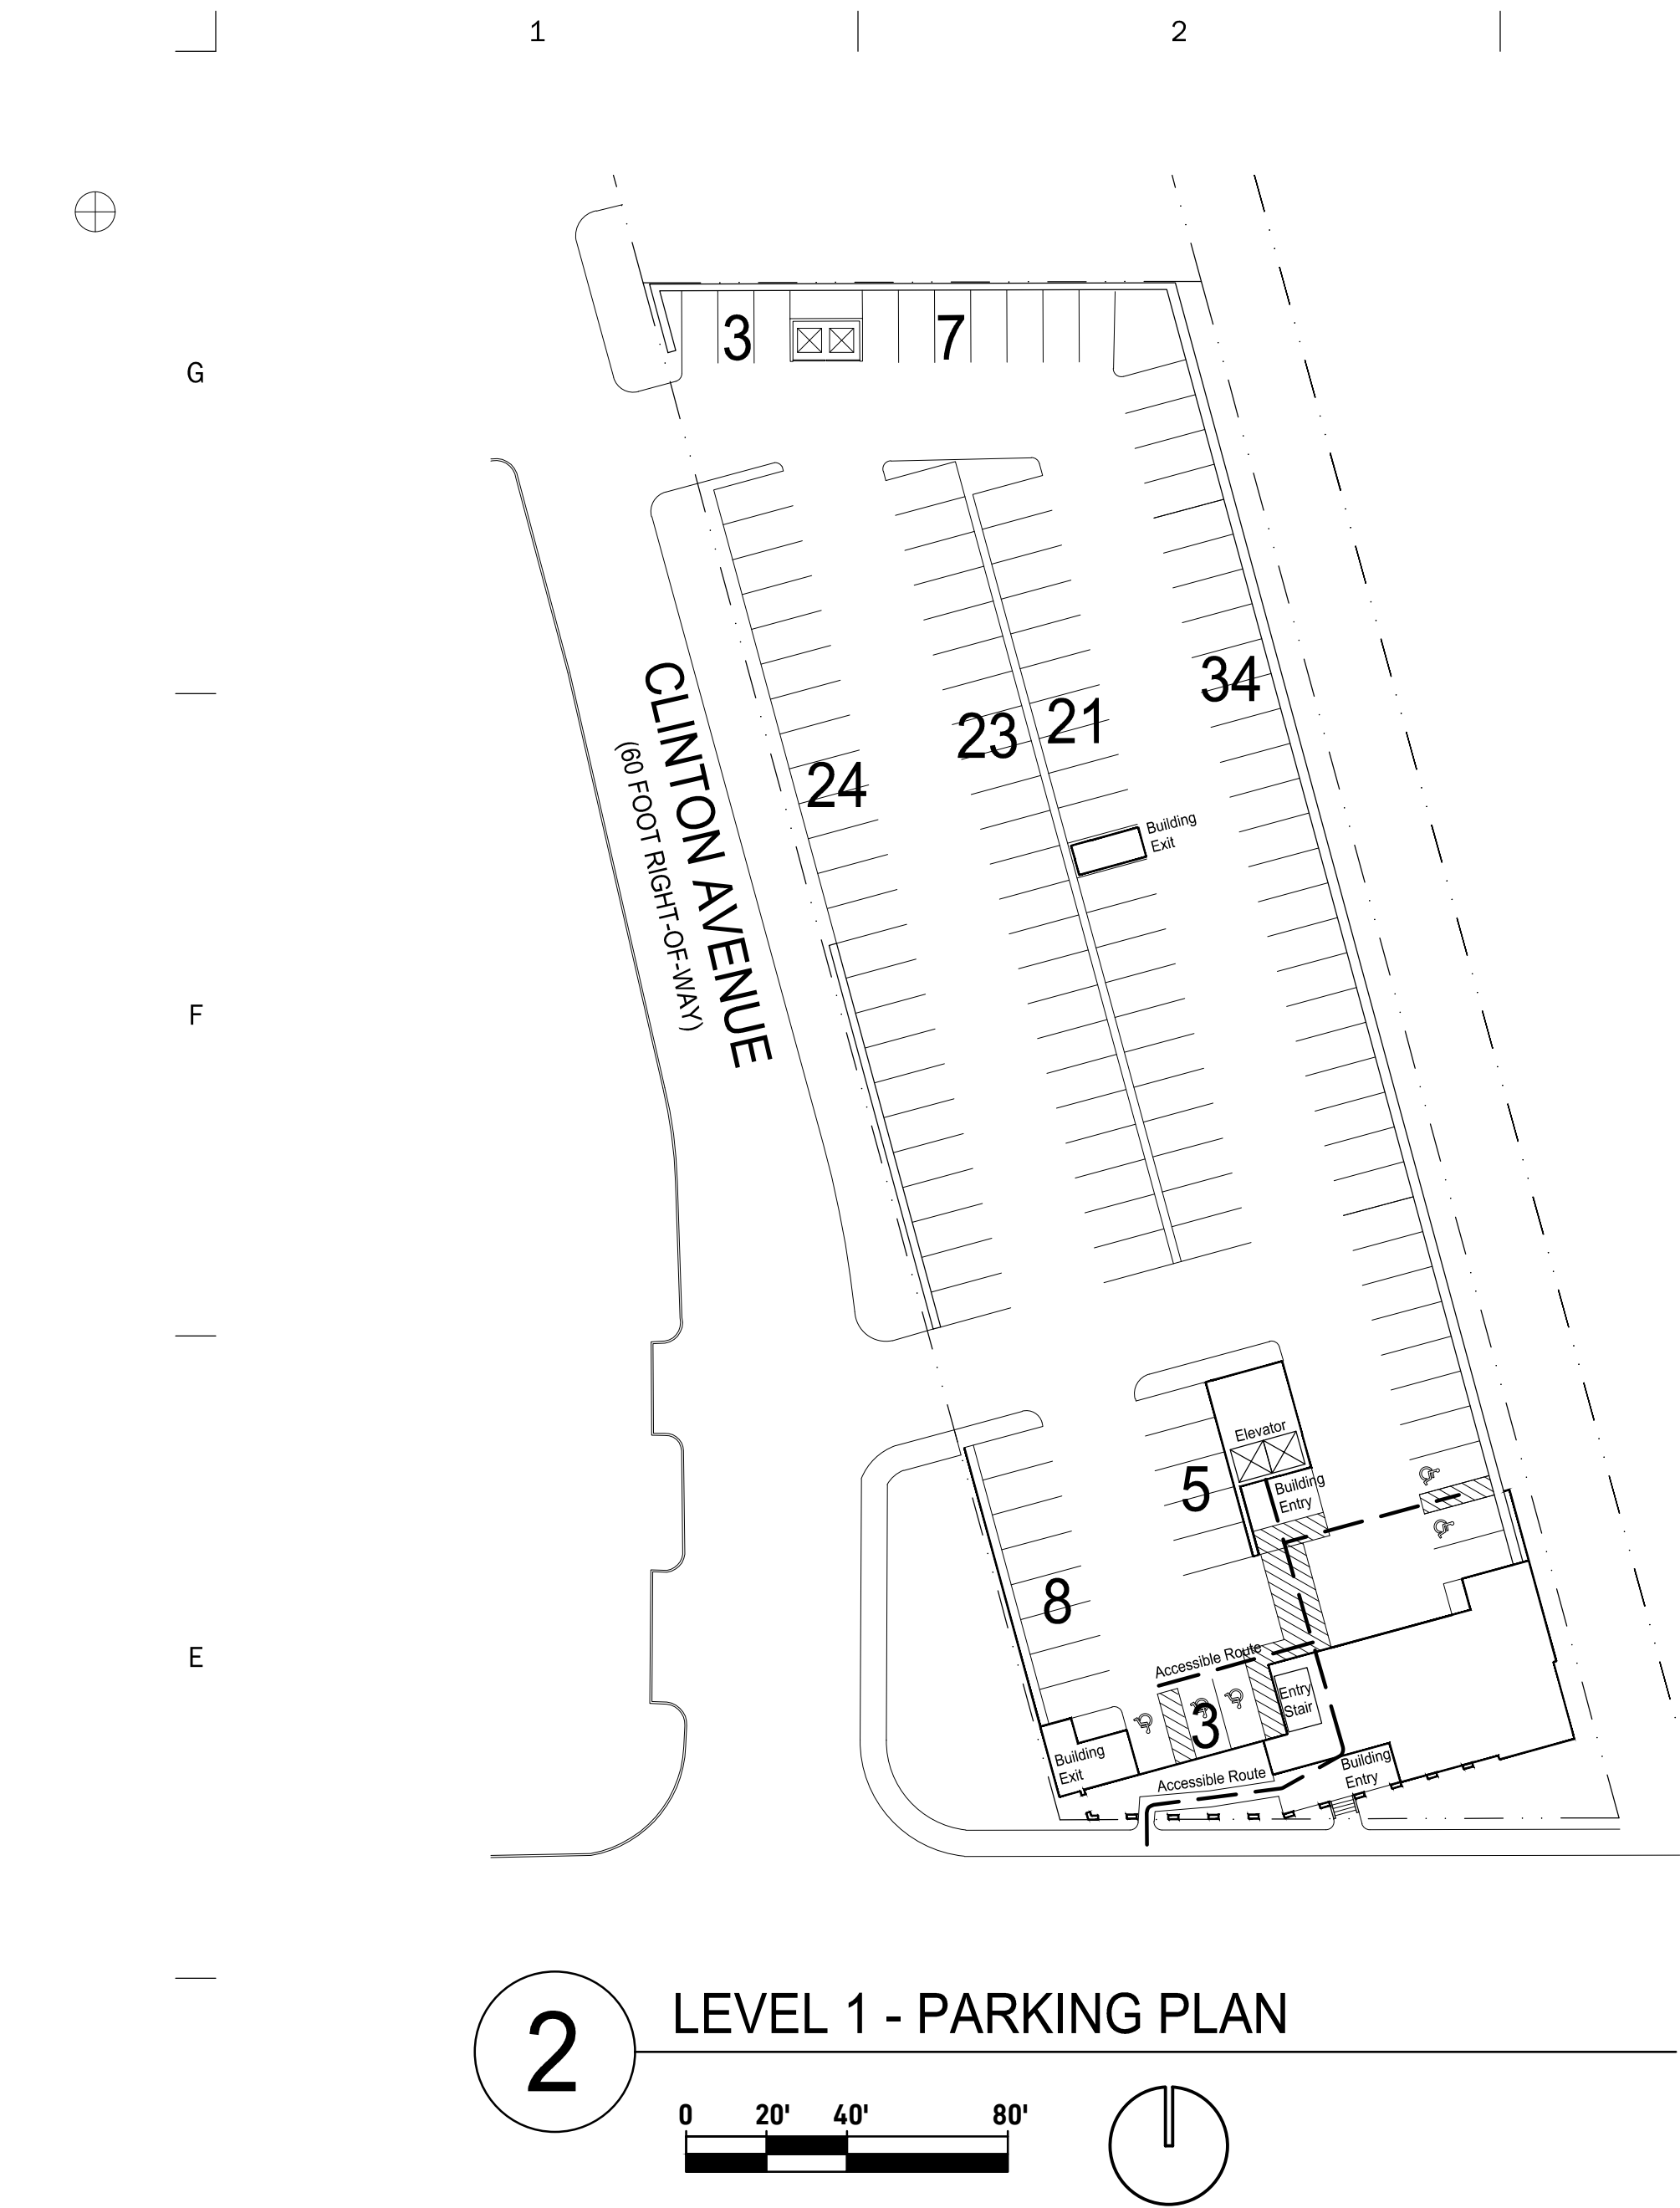 1
2
G
F
E
3
7
34
23
21
24
CLINTON AVENUE
(60 FOOT RIGHT-OF-WAY)
Building
Exit
Elevator
Building
Entry
5
8
Accessible Route
3
Entry
Stair
Building
Exit
Accessible Route
Building
Entry
2
LEVEL 1 - PARKING PLAN
0 20' 40' 80'